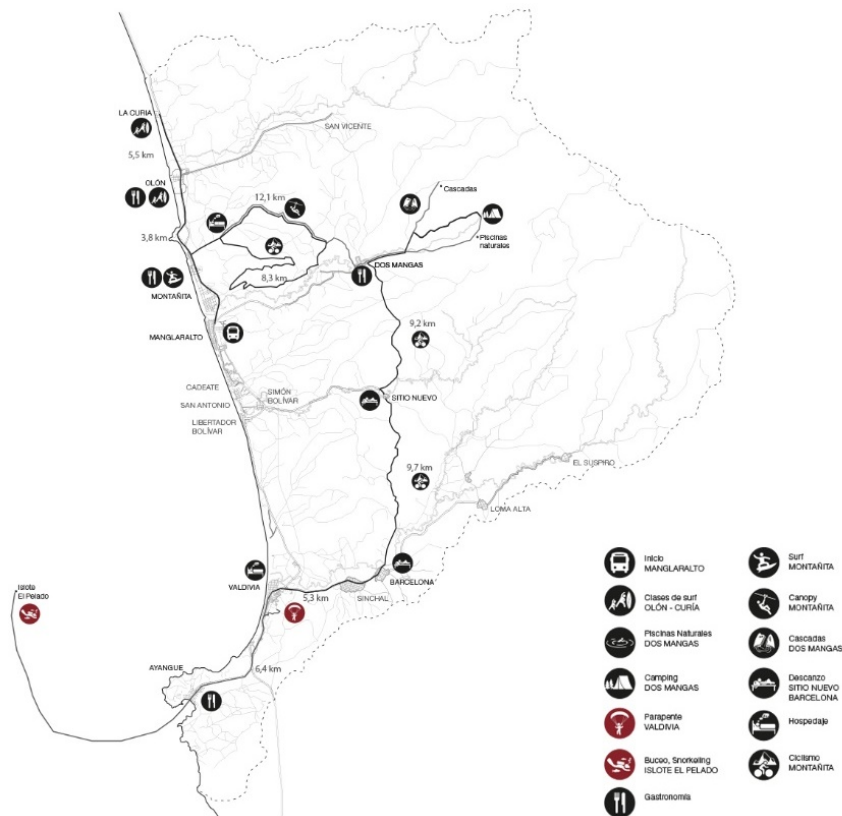 LA CURIA
SAN VICENTE
5,5 km
OLÓN
Cascadas
12,1 km
3,8 km
Piscinas
naturales
DOS MANGAS
8,3 km
MONTAÑITA
9,2 km
MANGLARALTO
CADEATE
SIMÓN
BOLÍVAR
SITIO NUEVO
SAN ANTONIO
LIBERTADOR
BOLÍVAR
EL SUSPIRO
9,7 km
LOMA ALTA
VALDIVIA
BARCELONA
Islote
El Pelado
5,3 km
SINCHAL
AYANGUE
6,4 km
Inicio
MANGLARALTO
Clases de surf
OLÓN - CURÍA
Piscinas Naturales
DOS MANGAS
Camping
DOS MANGAS
Parapente
VALDIVIA
Buceo, Snorkeling
ISLOTE EL PELADO
Gastronomía
Surf
MONTAÑITA
Canopy
MONTAÑITA
Cascadas
DOS MANGAS
Descanzo
SITIO NUEVO
BARCELONA
Hospedaje
Ciclismo
MONTAÑITA